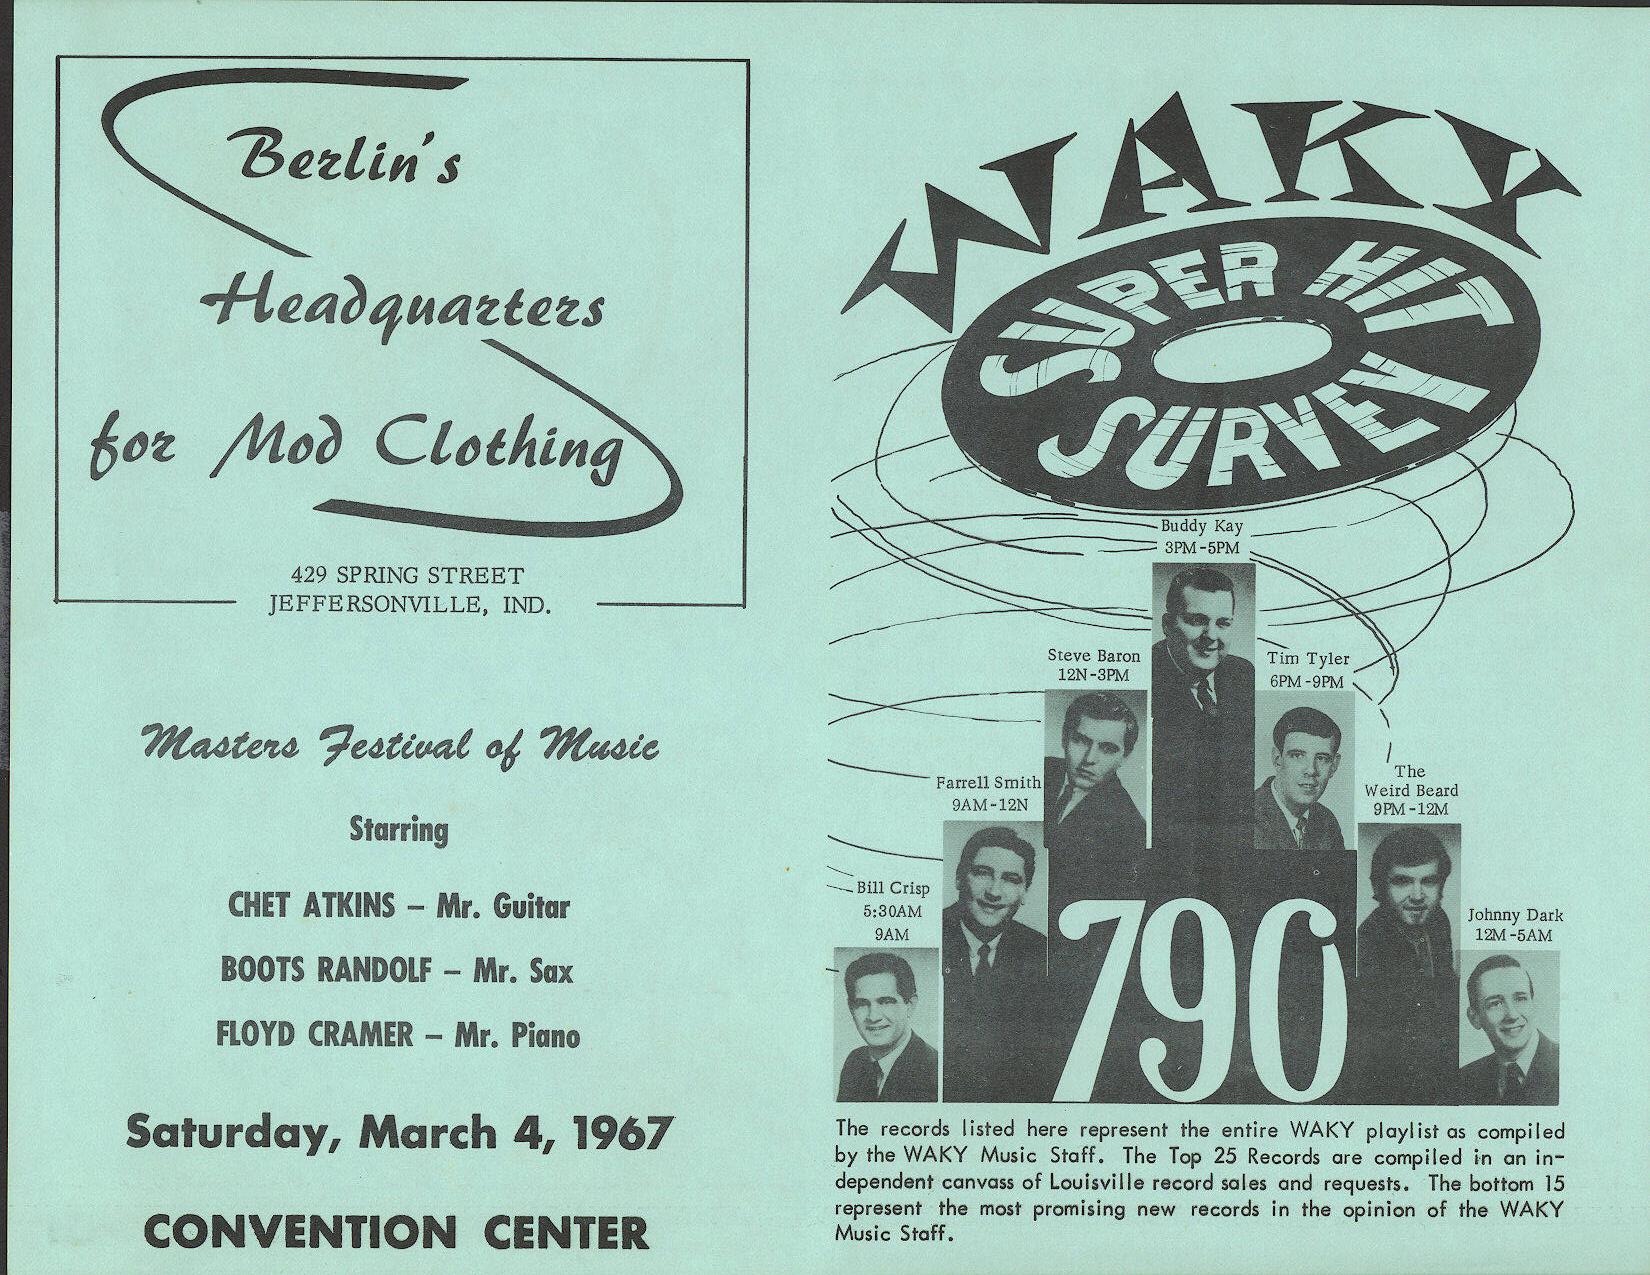 Berlin's
Headquarters
for Mod Clothing
429 SPRING STREET
JEFFERSONVILLE, IND.
Masters Festival of Music
Starring
CHET ATKINS – Mr. Guitar
BOOTS RANDOLF – Mr. Sax
FLOYD CRAMER – Mr. Piano
Saturday, March 4, 1967
CONVENTION CENTER
WAKY
SUPER HIT
SURVEY
Buddy Kay
3PM-5PM
Steve Baron
12N-3PM
Tim Tyler
6PM-9PM
Farrell Smith
9AM-12N
The
Weird Beard
9PM-12M
Bill Crisp
5:30AM
9AM
Johnny Dark
12M-5AM
790
The records listed here represent the entire WAKY playlist as compiled
by the WAKY Music Staff. The Top 25 Records are compiled in an in-
dependent canvass of Louisville record sales and requests. The bottom 15
represent the most promising new records in the opinion of the WAKY
Music Staff.